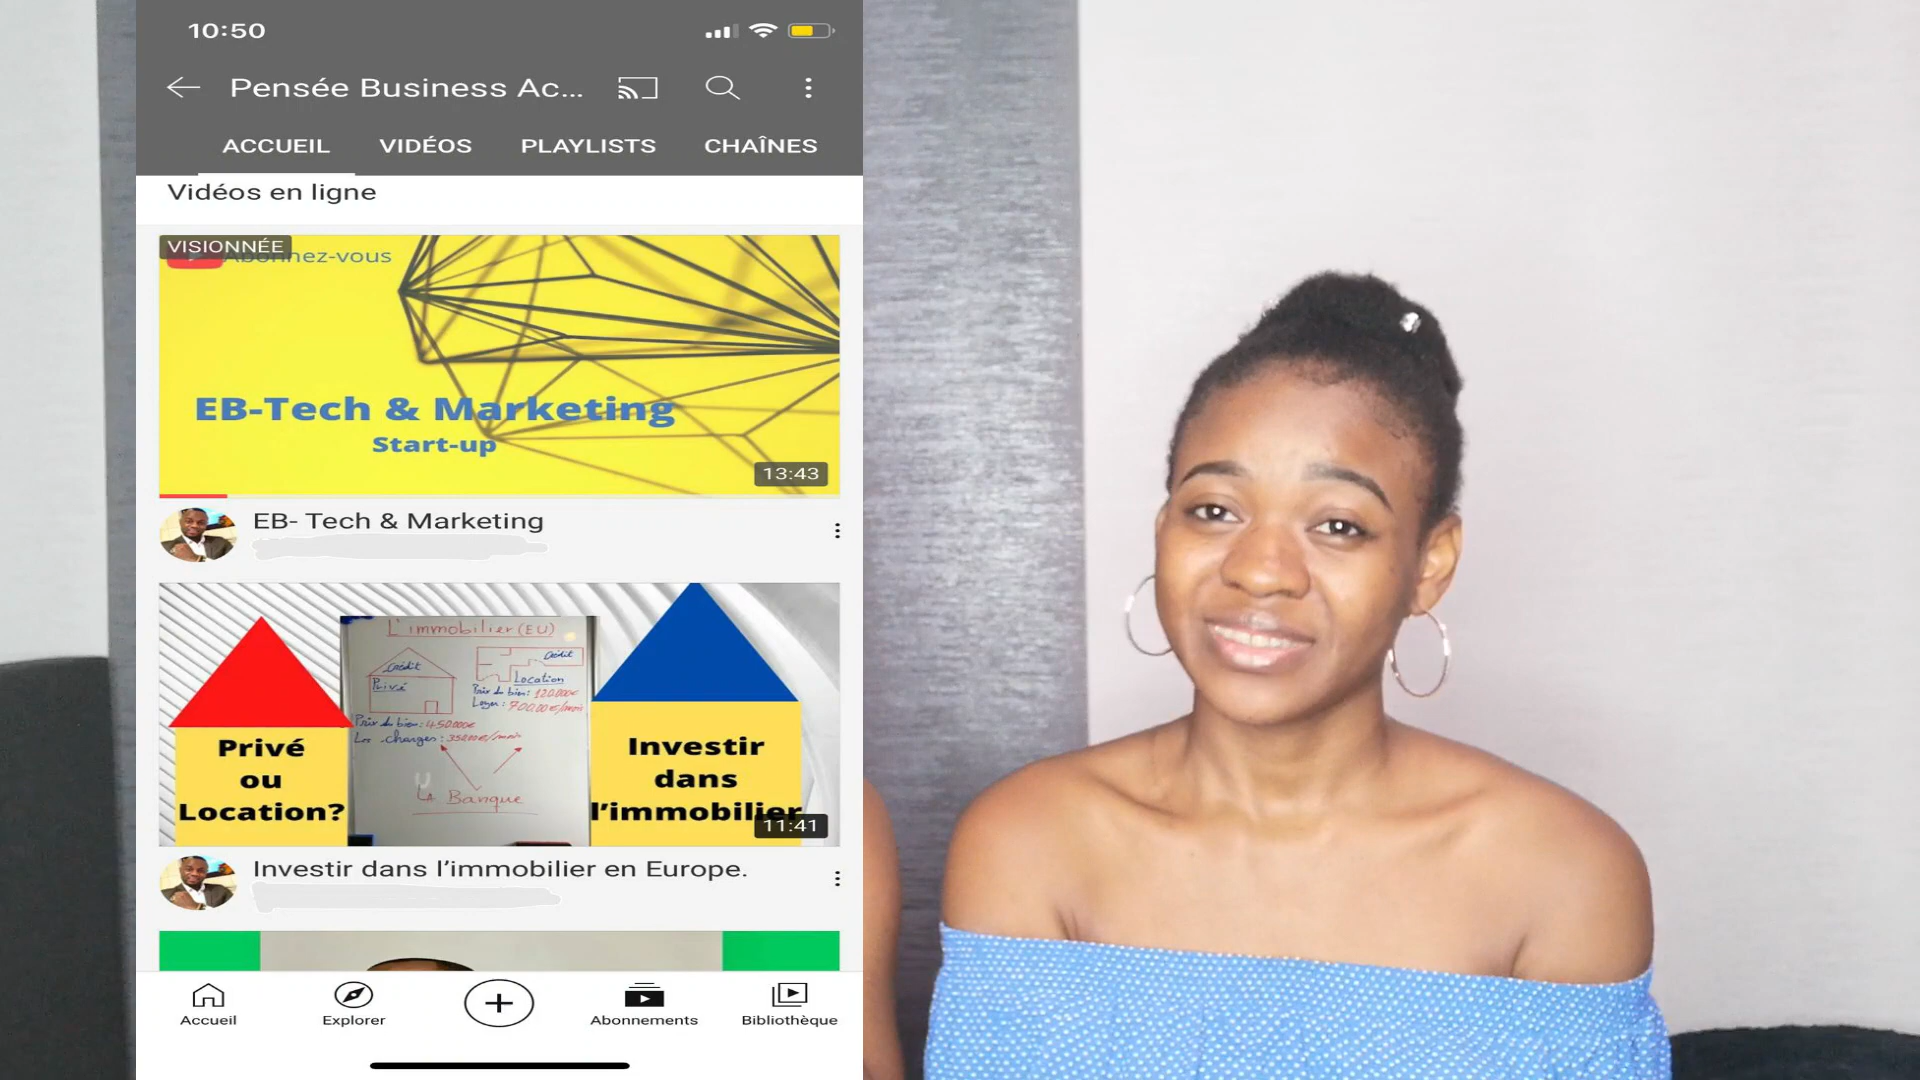 10:50
Pensée Business Ac...
ACCUEIL VIDÉOS PLAYLISTS CHAÎNES
Vidéos en ligne
VISIONNÉE
Abonnez-vous
EB-Tech & Marketing
Start-up
13:43
EB- Tech & Marketing
L'immobilier (EU)
Crédit
Privé
Prix du bien: 450000€
Les charges: 3500€/mois
Crédit
Location
Prix du bien: 120.000€
Loyer: 700,00€/mois
Banque
Privé
ou
Location?
Investir
dans
l'immobilier
11:41
Investir dans l'immobilier en Europe.
Accueil Explorer Abonnements Bibliothèque